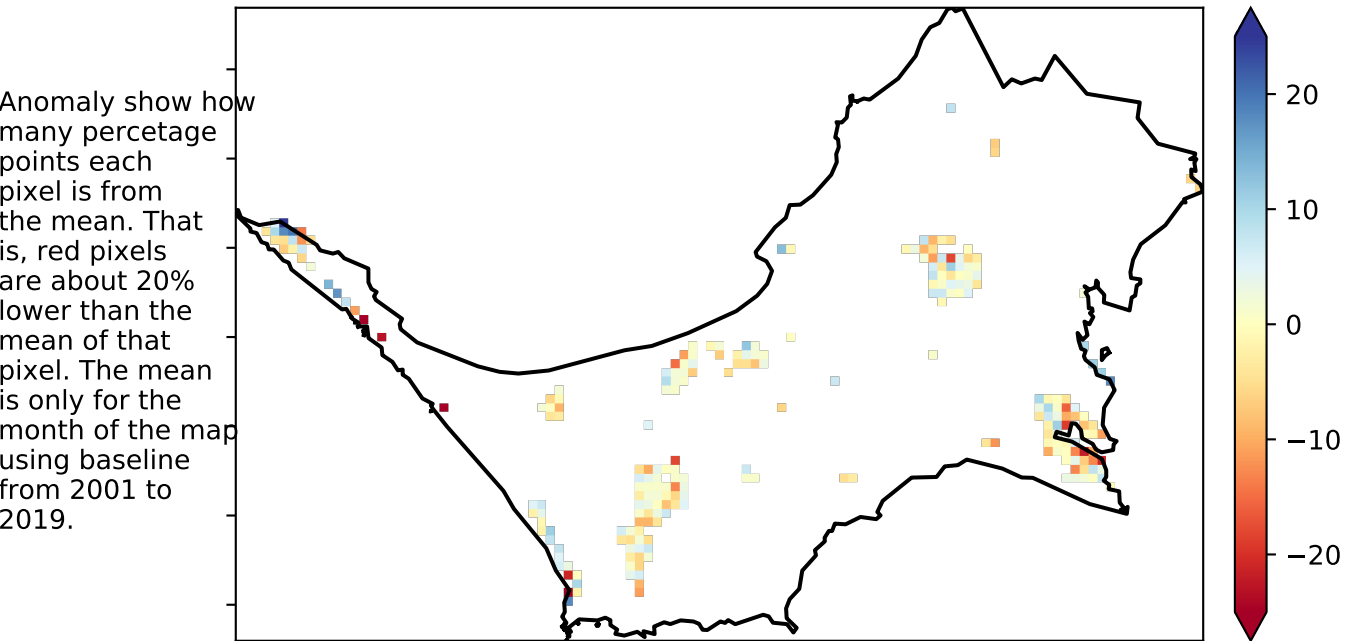 Anomaly show how
many percetage
points each
pixel is from
the mean. That
is, red pixels
are about 20%
lower than the
mean of that
pixel. The mean
is only for the
month of the map
using baseline
from 2001 to
2019.
20
10
0
−10
−20